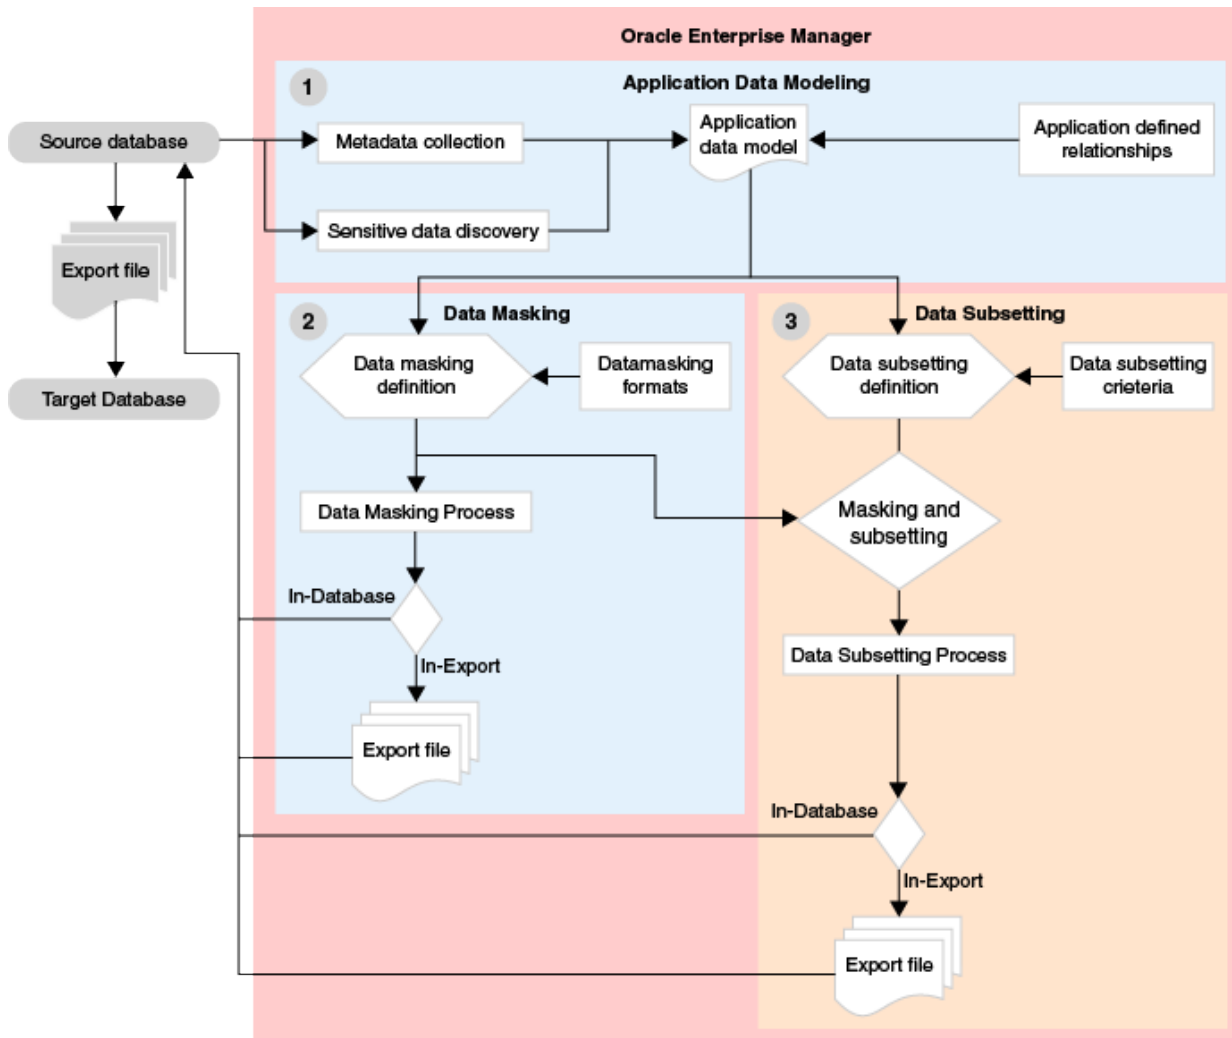 Oracle Enterprise Manager
1
Application Data Modeling
Source database
Metadata collection
Application
data model
Application defined
relationships
Sensitive data discovery
Export file
Target Database
2
Data Masking
Data masking
definition
Datamasking
formats
Data Masking Process
In-Database
In-Export
Export file
3
Data Subsetting
Data subsetting
definition
Data subsetting
crieteria
Masking and
subsetting
Data Subsetting Process
In-Database
In-Export
Export file